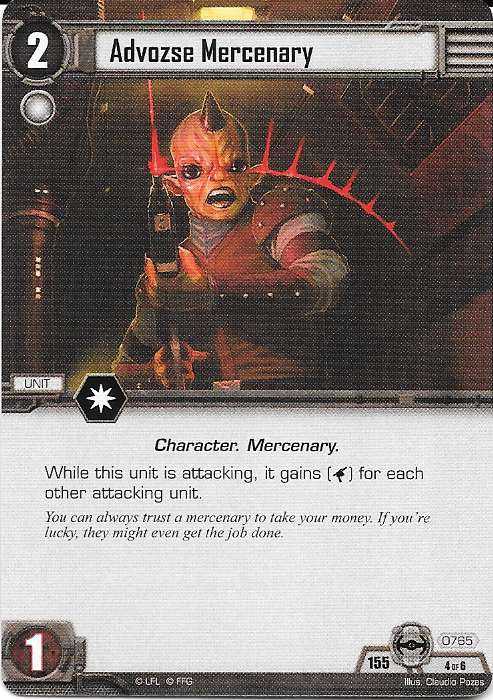 2
Advozse Mercenary
UNIT
Character. Mercenary.
While this unit is attacking, it gains () for each
other attacking unit.
You can always trust a mercenary to take your money. If you're
lucky, they might even get the job done.
1
155
0765
4 OF 6
© LFL © FFG
Illus. Claudio Pozas